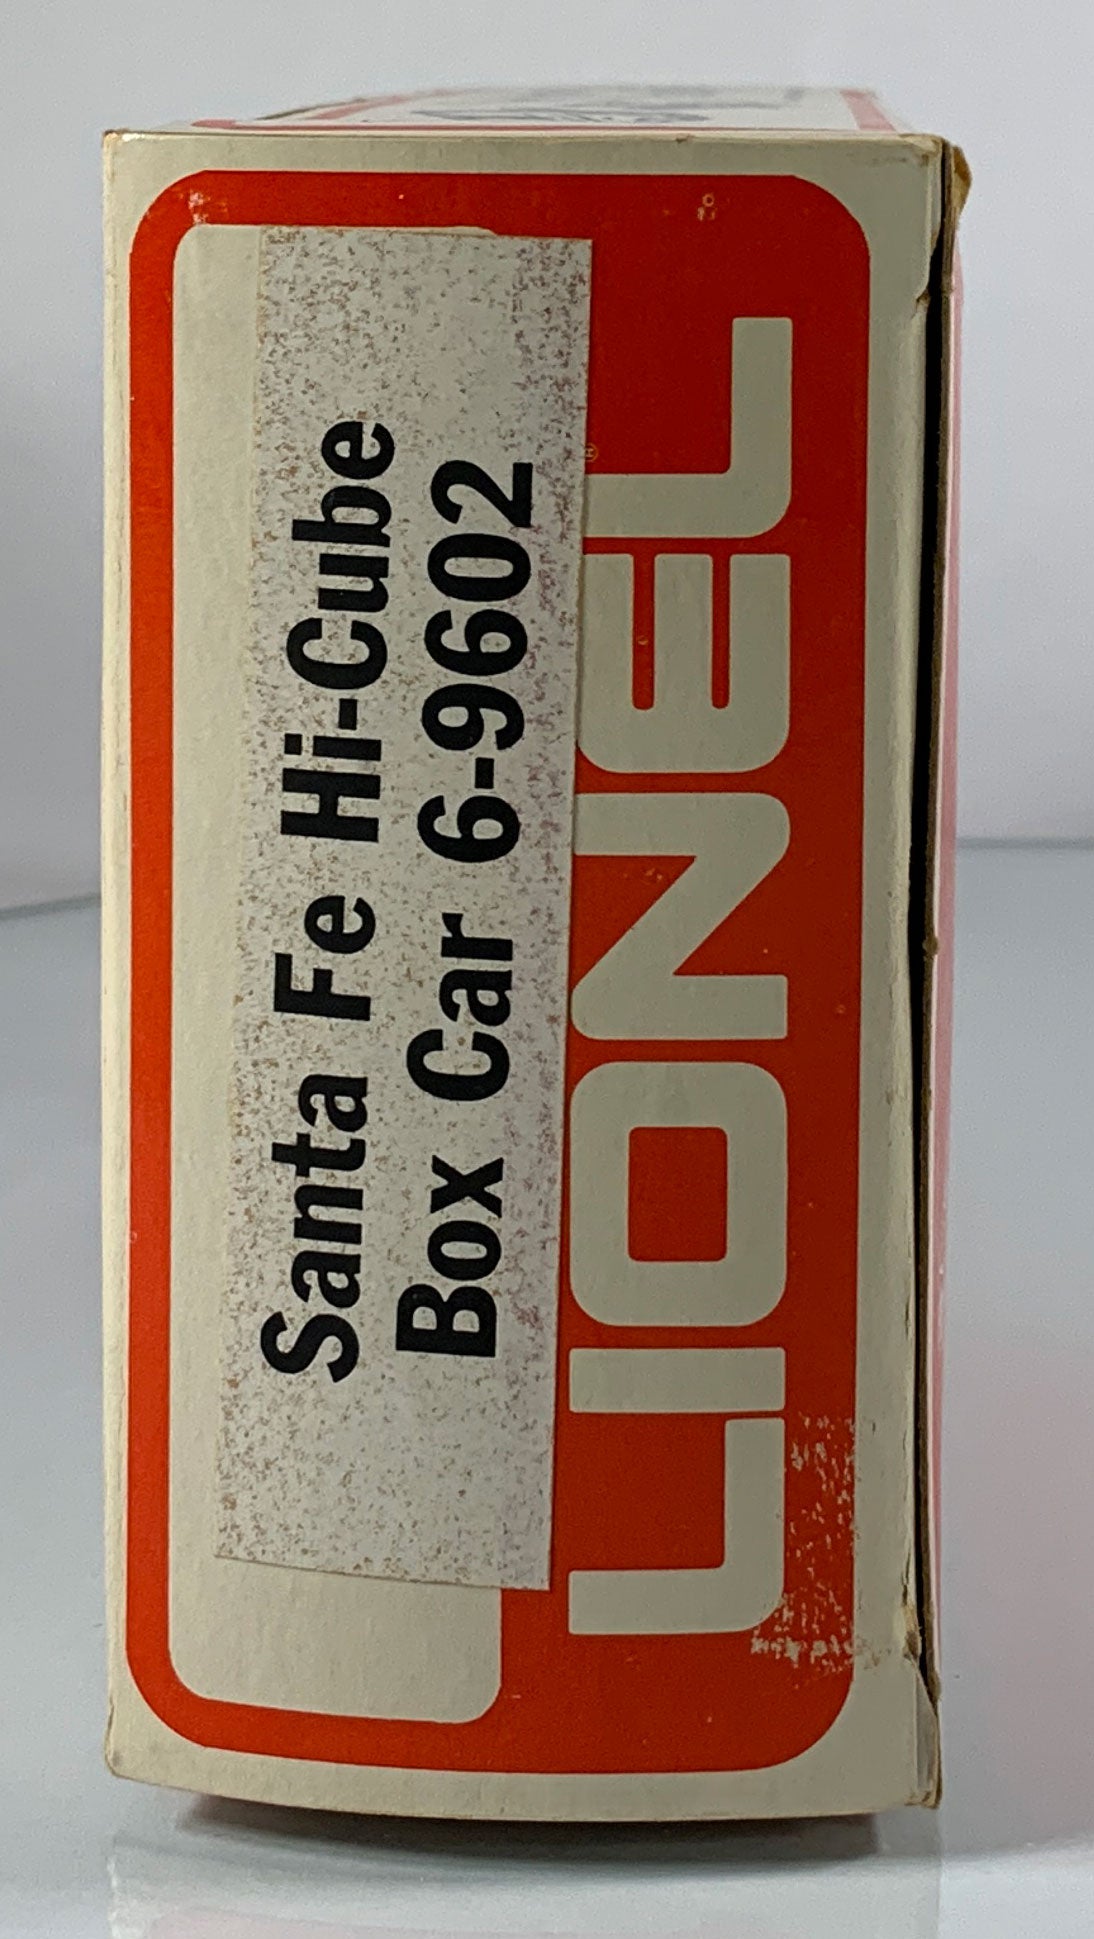 Santa Fe Hi-Cube
Box Car 6-9602
LIONEL®